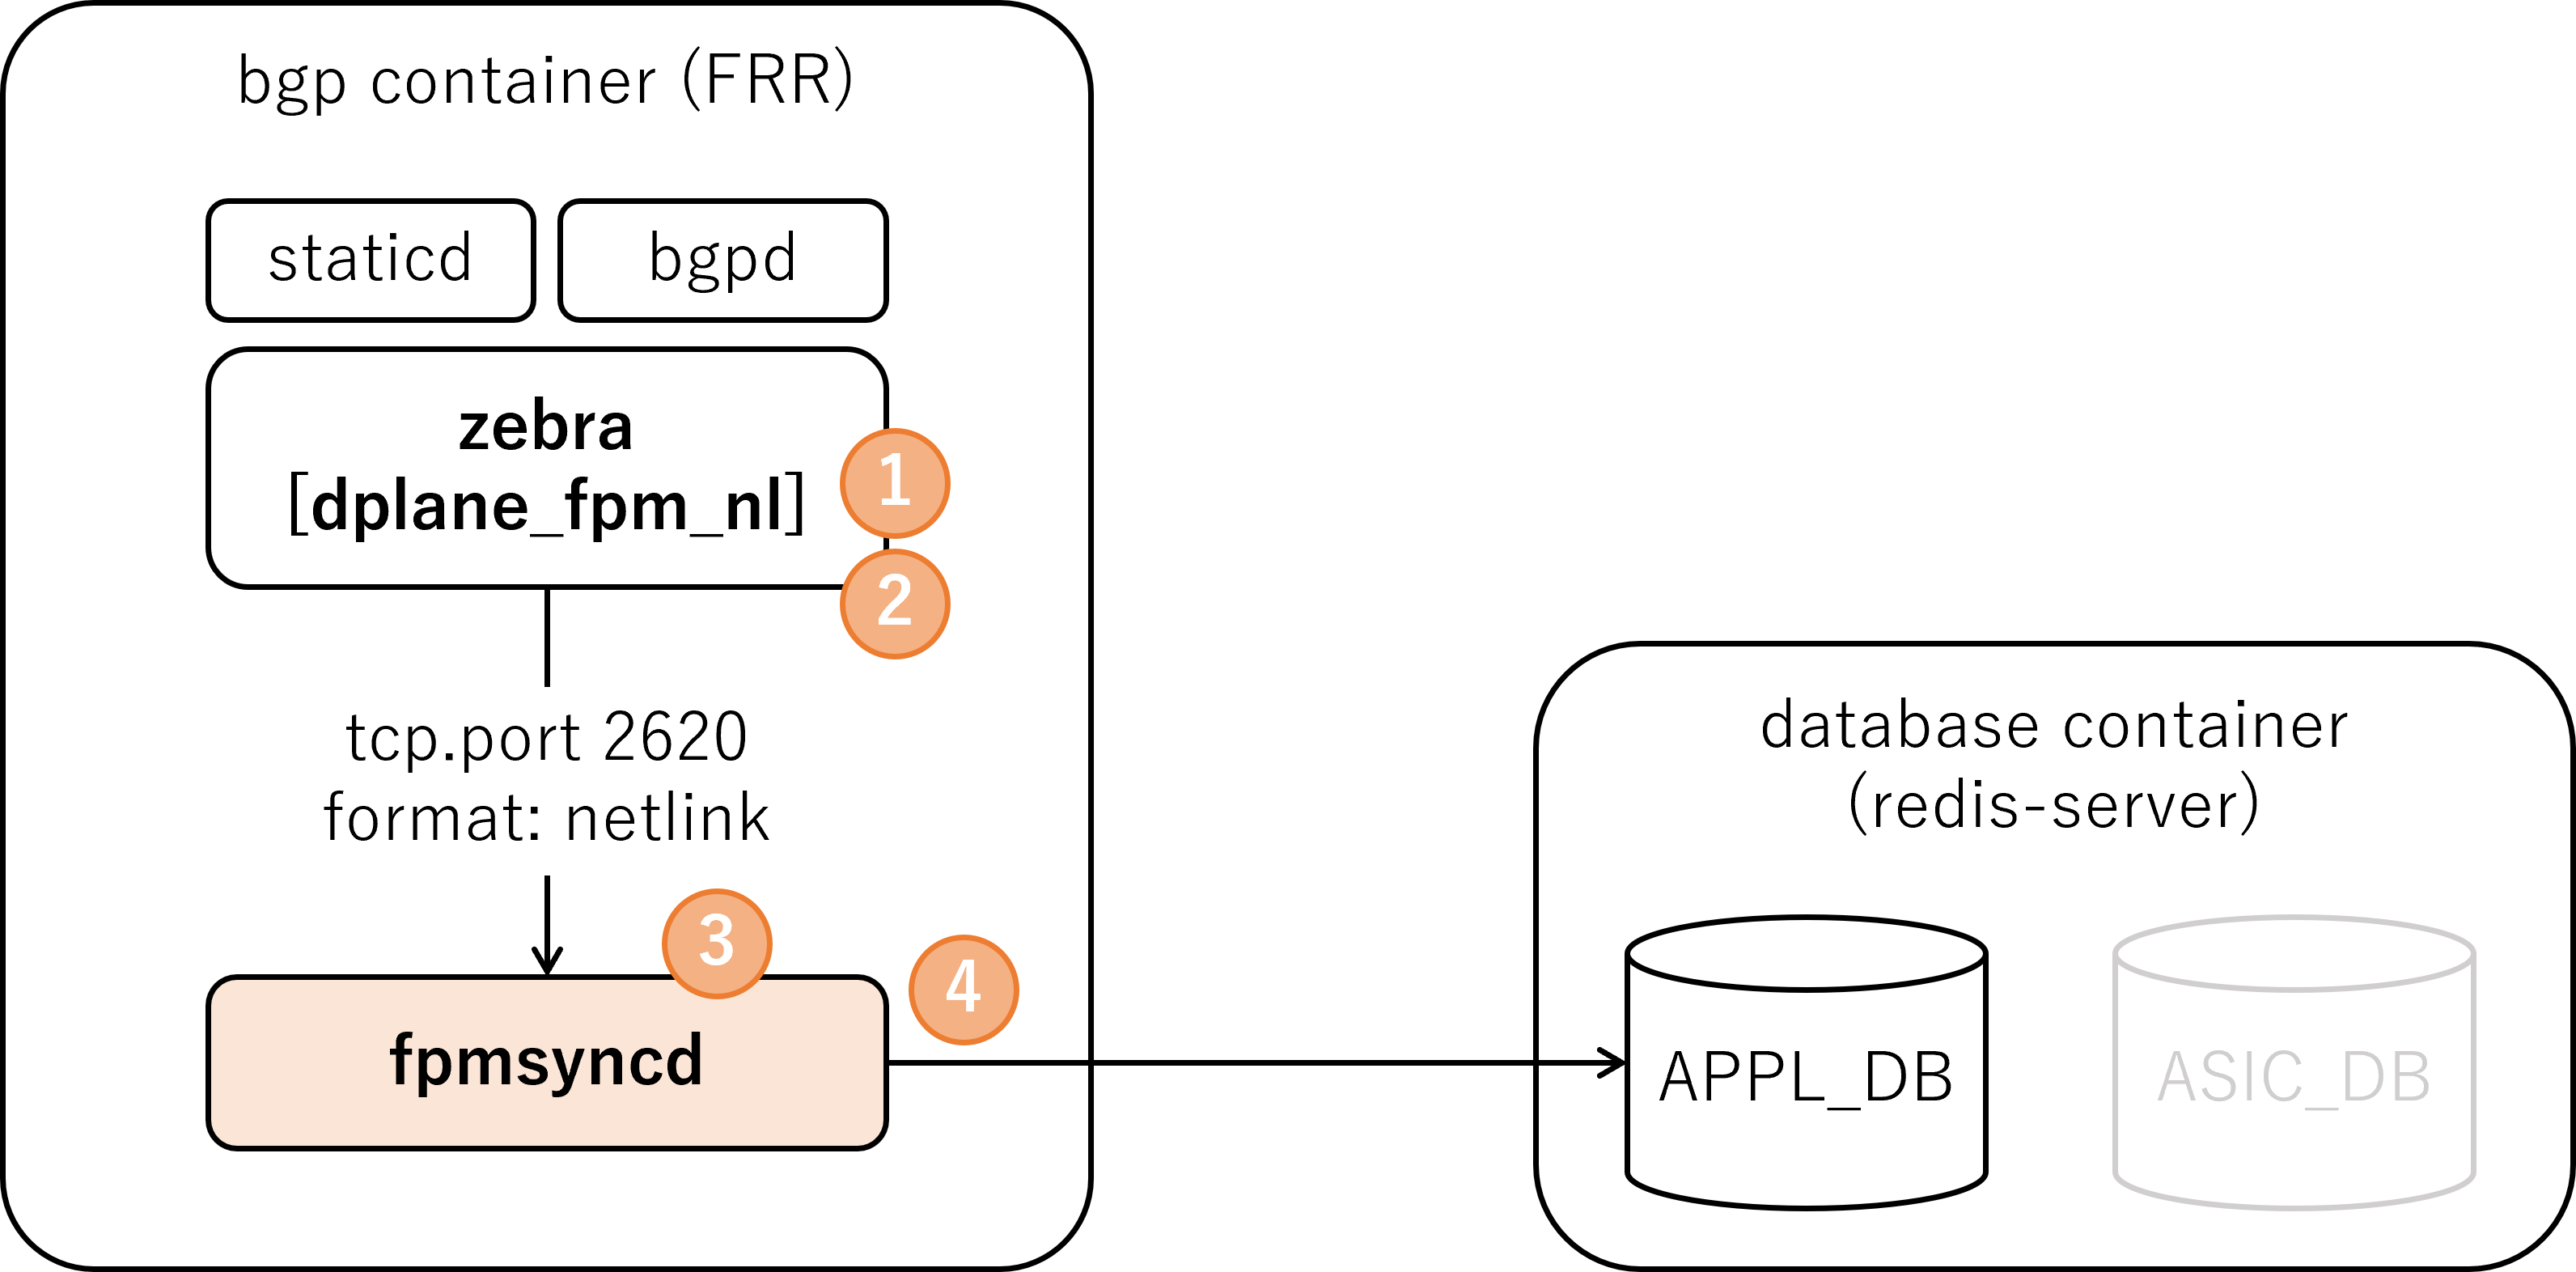 bgp container (FRR)
staticd
bgpd
zebra
[dplane_fpm_nl]
1
2
tcp.port 2620
format: netlink
3
4
fpmsyncd
database container
(redis-server)
APPL_DB
ASIC_DB